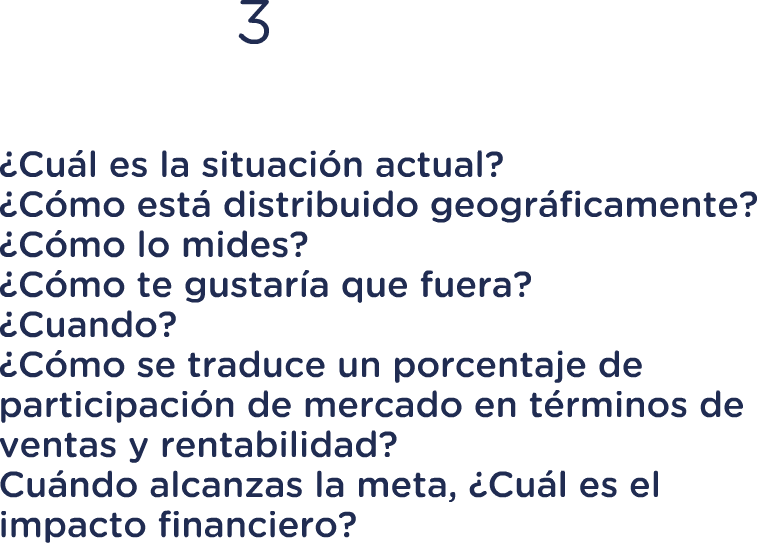 3
¿Cuál es la situación actual?
¿Cómo está distribuido geográficamente?
¿Cómo lo mides?
¿Cómo te gustaría que fuera?
¿Cuando?
¿Cómo se traduce un porcentaje de
participación de mercado en términos de
ventas y rentabilidad?
Cuándo alcanzas la meta, ¿Cuál es el
impacto financiero?